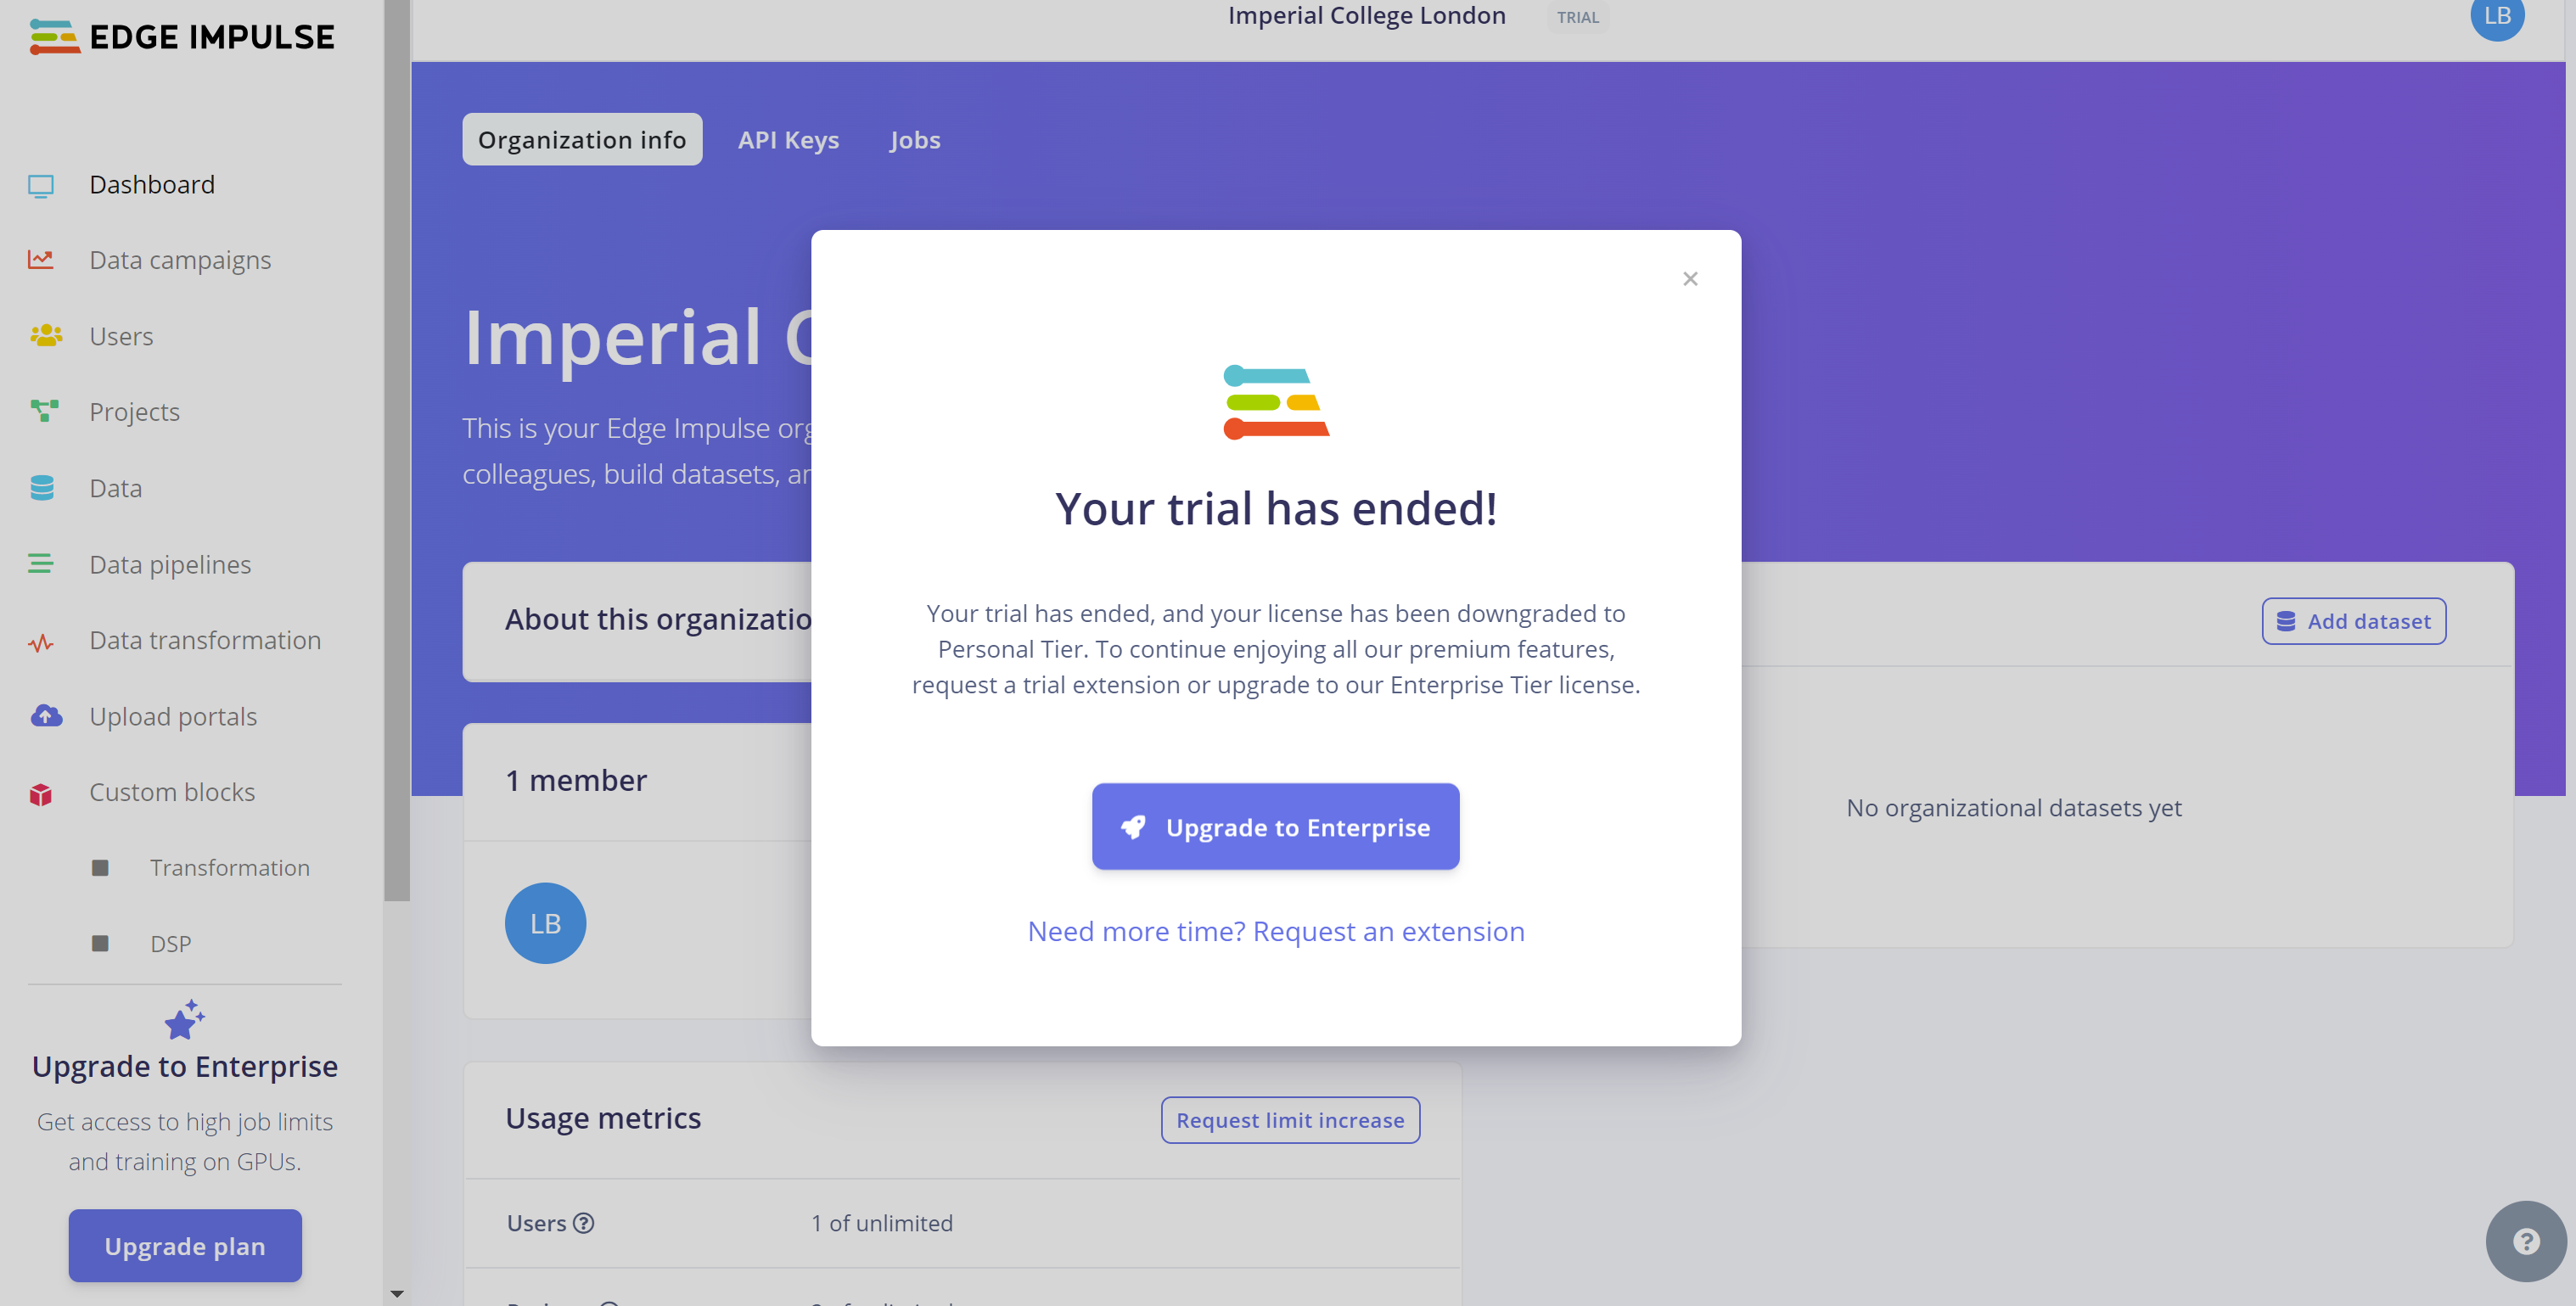 EDGE IMPULSE
Imperial College London TRIAL
LB
Organization info API Keys Jobs
Dashboard
Data campaigns
Users
Projects
Data
Data pipelines
Data transformation
Upload portals
Custom blocks
Transformation
DSP
Upgrade to Enterprise
Get access to high job limits
and training on GPUs.
Upgrade plan
Imperial
This is your Edge Impulse
colleagues, build datasets,
About this
Add dataset
1 member
LB
No organizational datasets yet
Your trial has ended!
Your trial has ended, and your license has been downgraded to
Personal Tier. To continue enjoying all our premium features,
request a trial extension or upgrade to our Enterprise Tier license.
Upgrade to Enterprise
Need more time? Request an extension
Usage metrics Request limit increase
Users ? 1 of unlimited
?